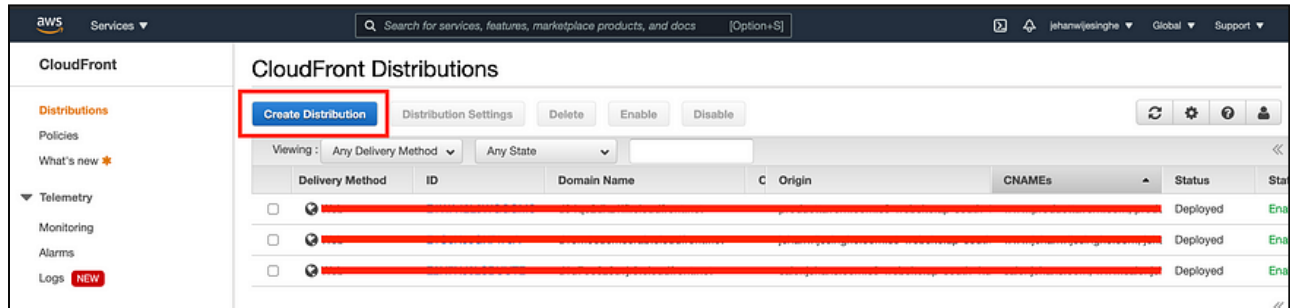 aws Services ▼ Search for services, features, marketplace products, and docs [Option+S] jehanwijesinghe ▼ Global ▼ Support ▼
CloudFront
CloudFront Distributions
Distributions
Create Distribution Distribution Settings Delete Enable Disable
Policies
What's new
Viewing : Any Delivery Method Any State
Delivery Method ID Domain Name C Origin CNAMEs Status Stat
Telemetry
Deployed Ena
Monitoring
Deployed Ena
Alarms
Deployed Ena
Logs NEW